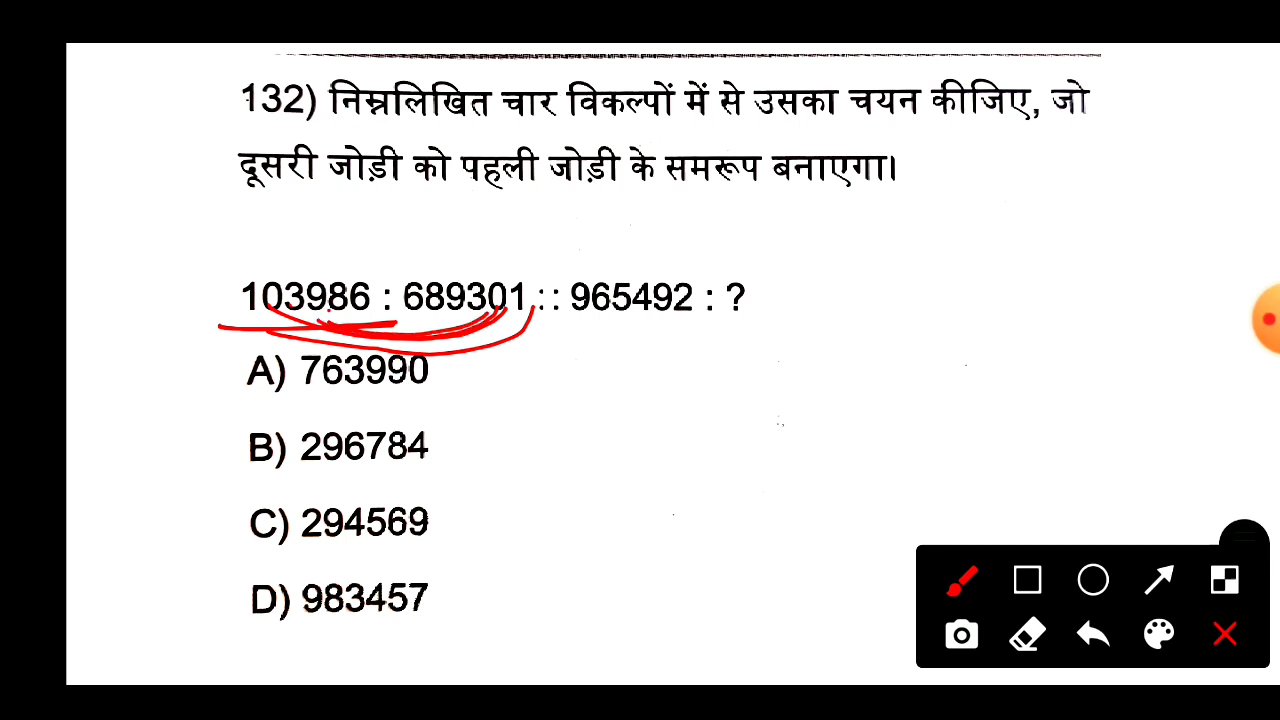 132) निम्नलिखित चार विकल्पों में से उसका चयन कीजिए, जो
दूसरी जोड़ी को पहली जोड़ी के समरूप बनाएगा।
103986 : 689301 :: 965492 : ?
A) 763990
B) 296784
C) 294569
D) 983457